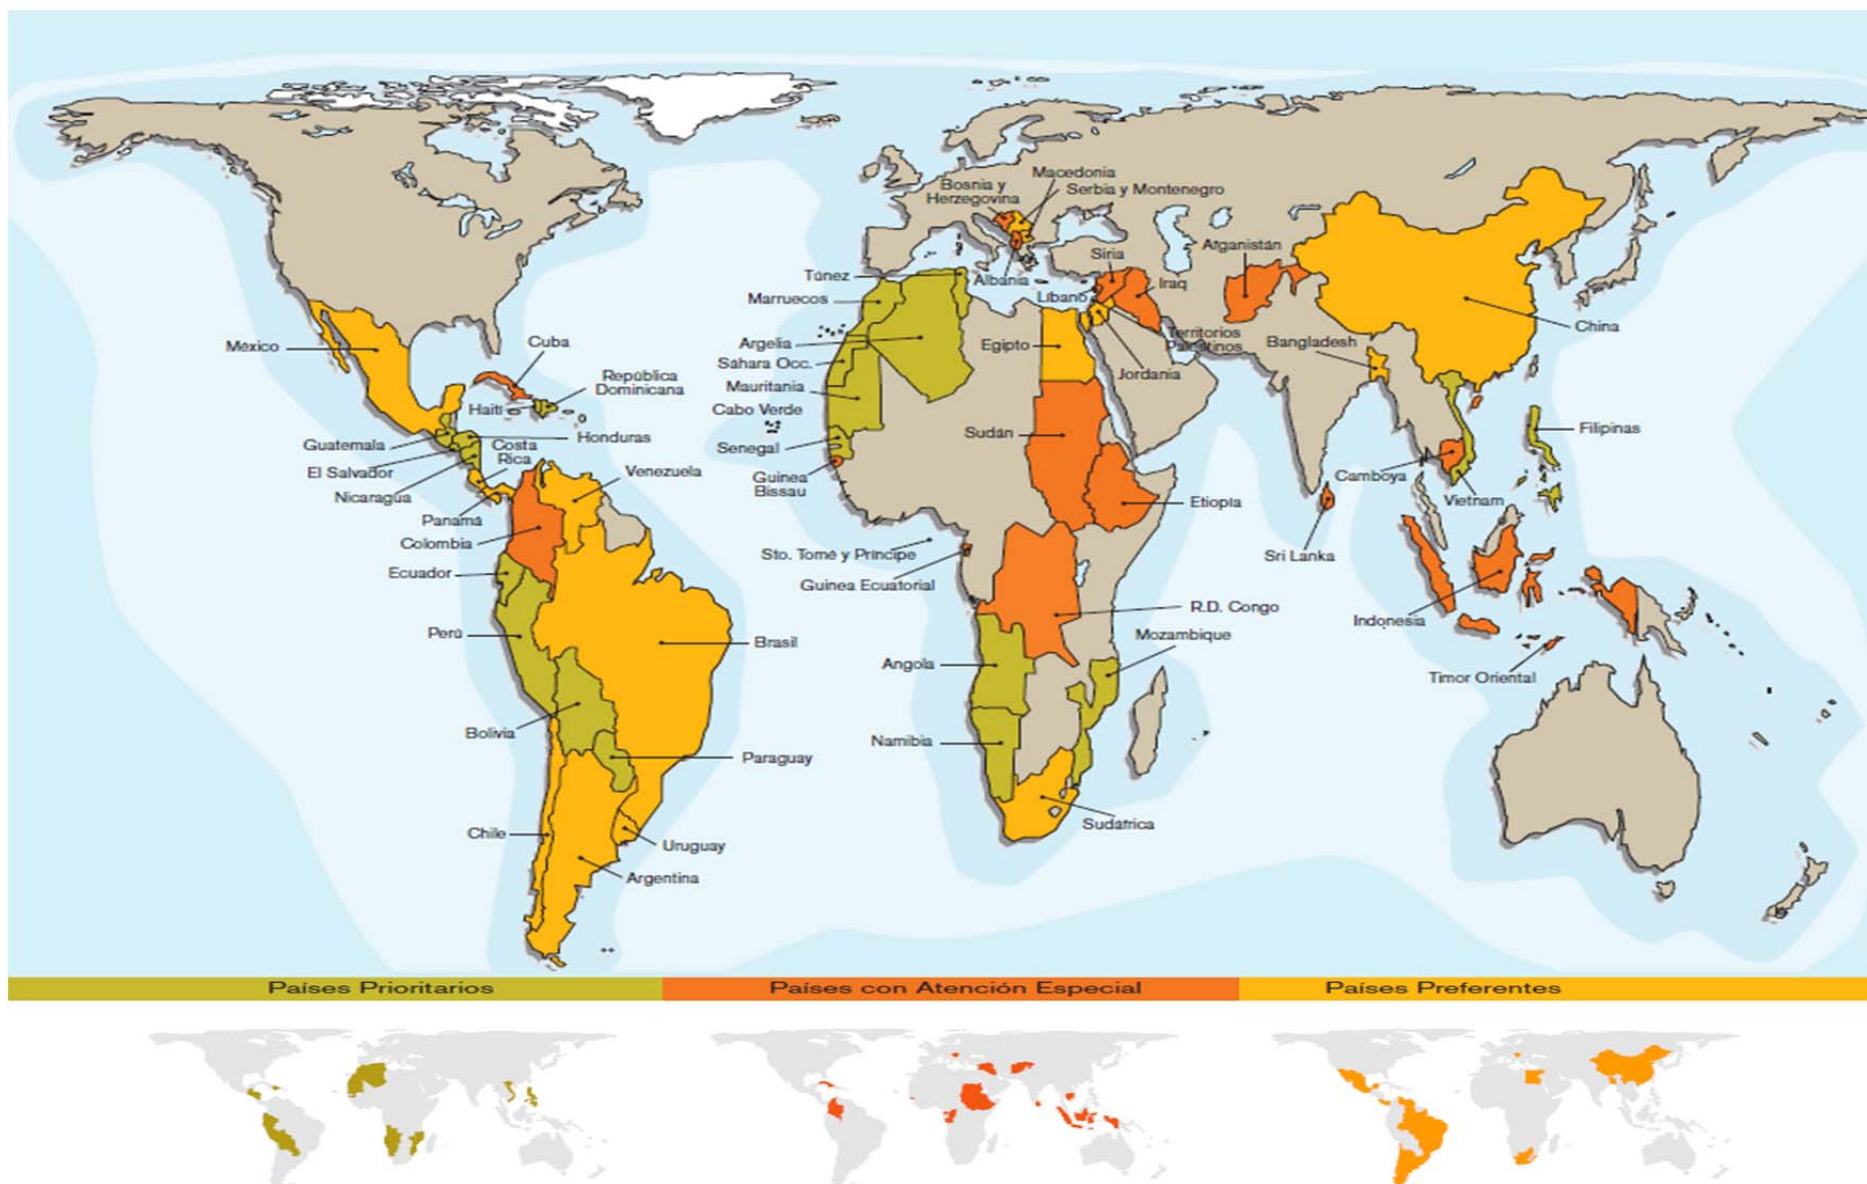 Macedonia
Bosnia y
Herzegovina
Serbia y Montenegro
Afganistán
Siria
Túnez
Albania
Iraq
Líbano
Marruecos
China
Territorios
Palestinos
Bangladesh
Argelia
Egipto
México
Cuba
Sáhara Occ.
Jordania
República
Dominicana
Mauritania
Haití
Cabo Verde
Filipinas
Guatemala
Honduras
Sudán
Costa
Rica
Senegal
El Salvador
Venezuela
Guinea
Bissau
Camboya
Nicaragua
Etiopía
Vietnam
Panamá
Colombia
Sto. Tomé y Príncipe
Sri Lanka
Ecuador
Guinea Ecuatorial
R.D. Congo
Indonesia
Perú
Mozambique
Brasil
Angola
Timor Oriental
Bolivia
Namibia
Paraguay
Sudáfrica
Chile
Uruguay
Argentina
Países Prioritarios
Países con Atención Especial
Países Preferentes